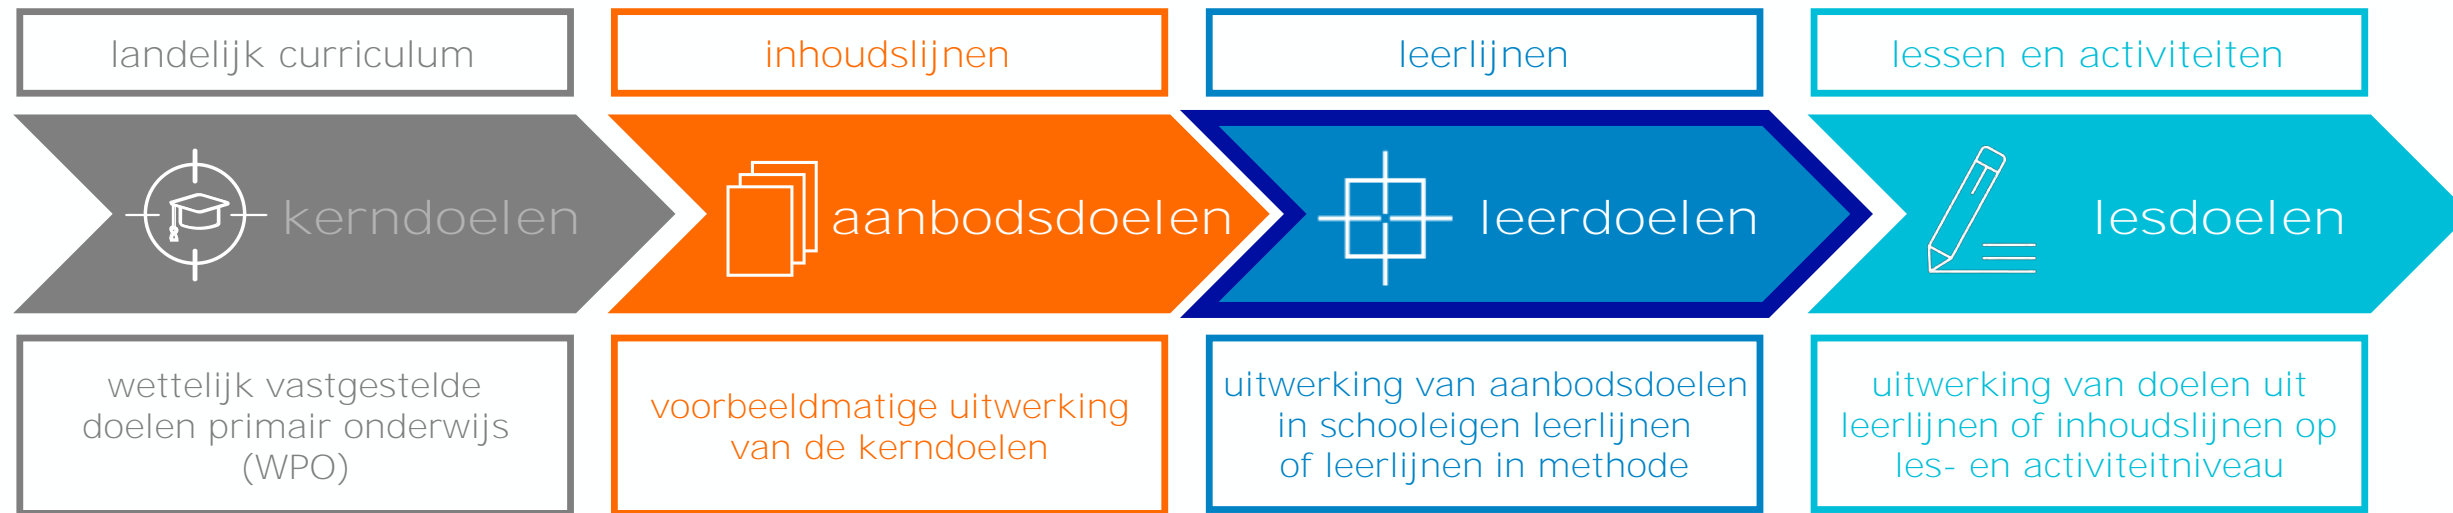 landelijk curriculum
inhoudslijnen
leerlijnen
lessen en activiteiten
kerndoelen
aanbodsdoelen
leerdoelen
lesdoelen
wettelijk vastgestelde
doelen primair onderwijs
(WPO)
voorbeeldmatige uitwerking
van de kerndoelen
uitwerking van aanbodsdoelen
in schooleigen leerlijnen
of leerlijnen in methode
uitwerking van doelen uit
leerlijnen of inhoudslijnen op
les- en activiteitniveau